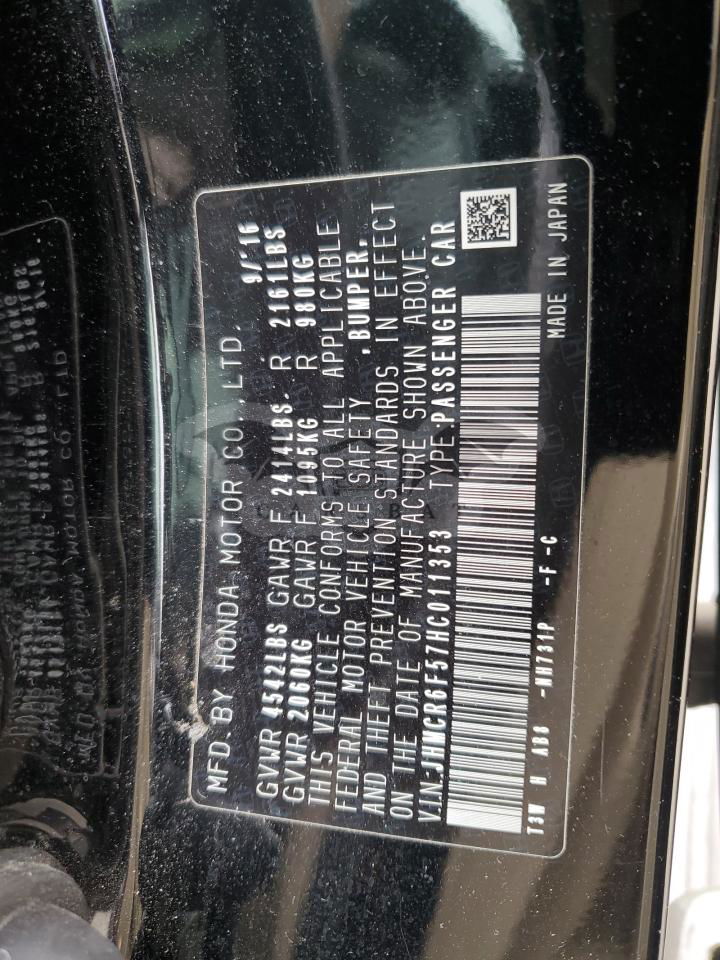 MFD. BY HONDA MOTOR CO.,LTD. 9/16
GVWR 4542LBS GAWR F 2414LBS. R 2161LBS
GVWR 2060KG GAWR F 1095KG R 980KG
THIS VEHICLE CONFORMS TO ALL APPLICABLE
FEDERAL MOTOR VEHICLE SAFETY ,BUMPER,
AND THEFT PREVENTION STANDARDS IN EFFECT
ON THE DATE OF MANUFACTURE SHOWN ABOVE.
V.I.N.:JHMCR6F57HC011353 TYPE:PASSENGER CAR
T3W H A38 -NH731P -F-C
MADE IN JAPAN